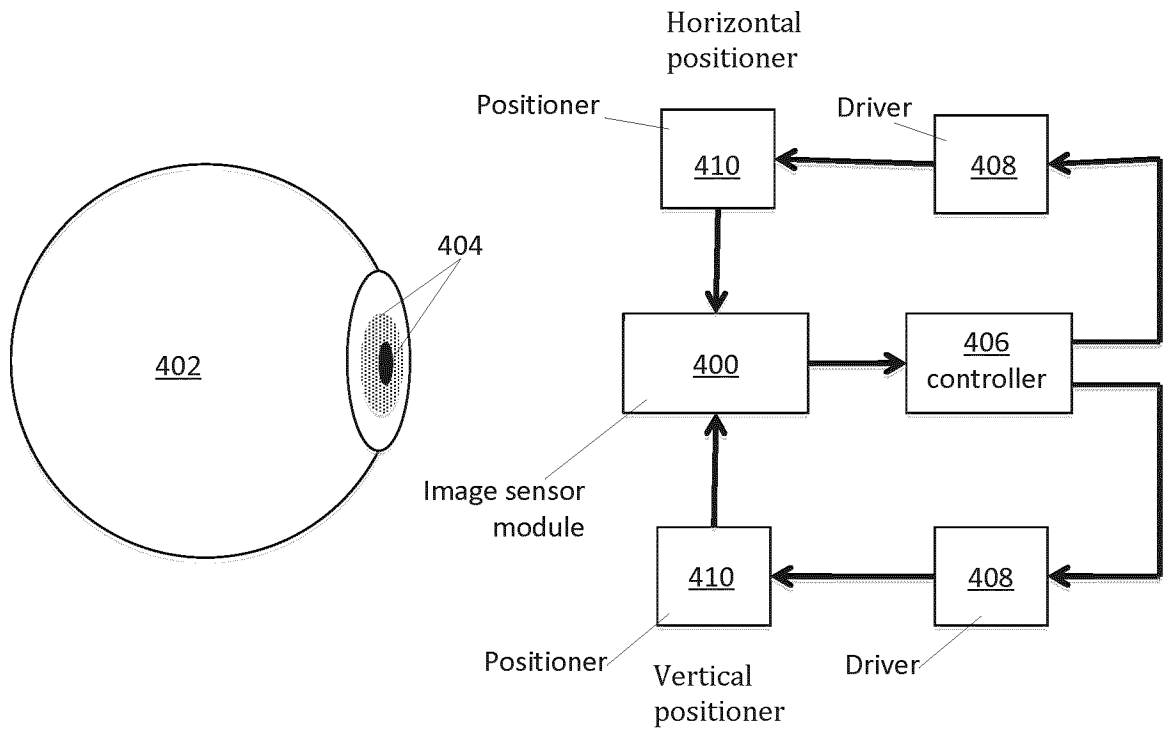 Horizontal
positioner
Positioner
Driver
410
408
404
402
400
406
controller
Image sensor
module
410
408
Positioner
Driver
Vertical
positioner